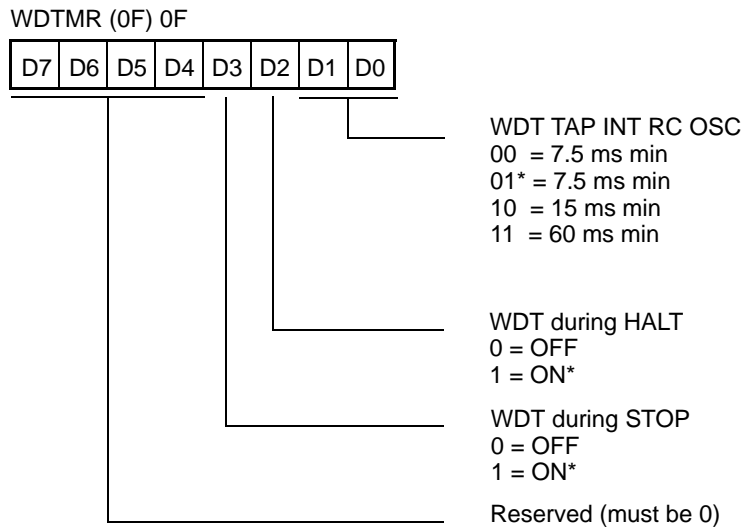 WDTMR (0F) 0F
D7 D6 D5 D4 D3 D2 D1 D0
WDT TAP INT RC OSC
00 = 7.5 ms min
01* = 7.5 ms min
10 = 15 ms min
11 = 60 ms min
WDT during HALT
0 = OFF
1 = ON*
WDT during STOP
0 = OFF
1 = ON*
Reserved (must be 0)